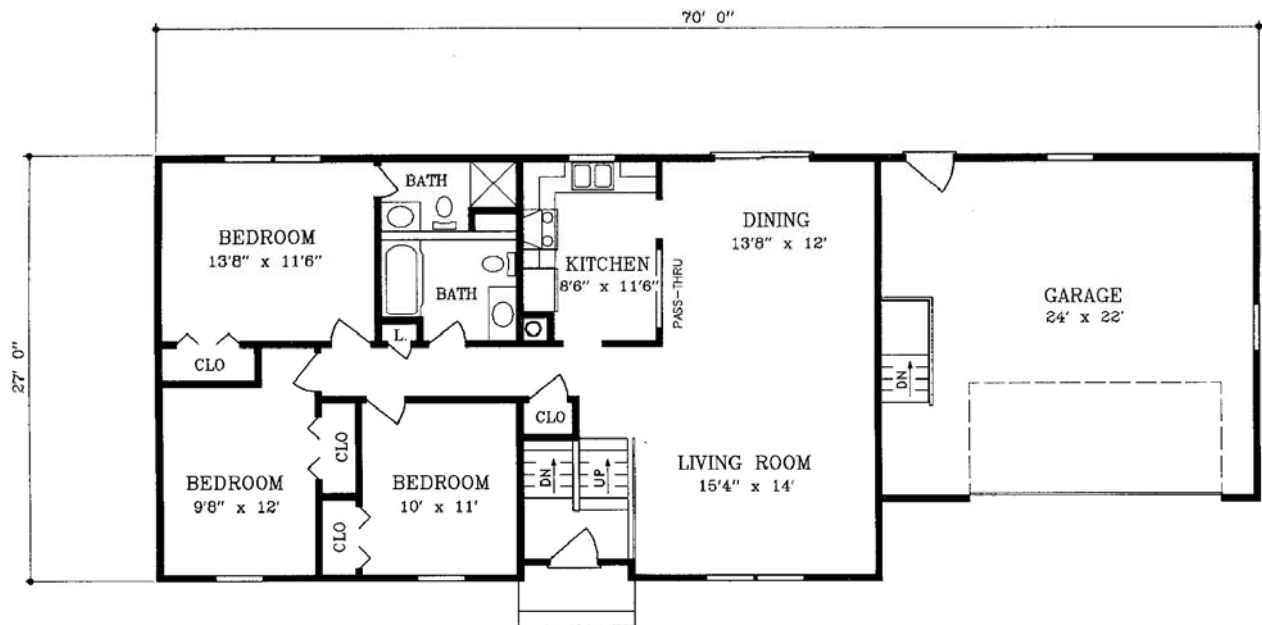 70' 0"
27' 0"
BEDROOM
13'8" x 11'6"
BATH
BATH
L.
KITCHEN
8'6" x 11'6"
PASS-THRU
DINING
13'8" x 12'
GARAGE
24' x 22'
DN
CLO
CLO
BEDROOM
9'8" x 12'
CLO
CLO
BEDROOM
10' x 11'
DN
UP
LIVING ROOM
15'4" x 14'